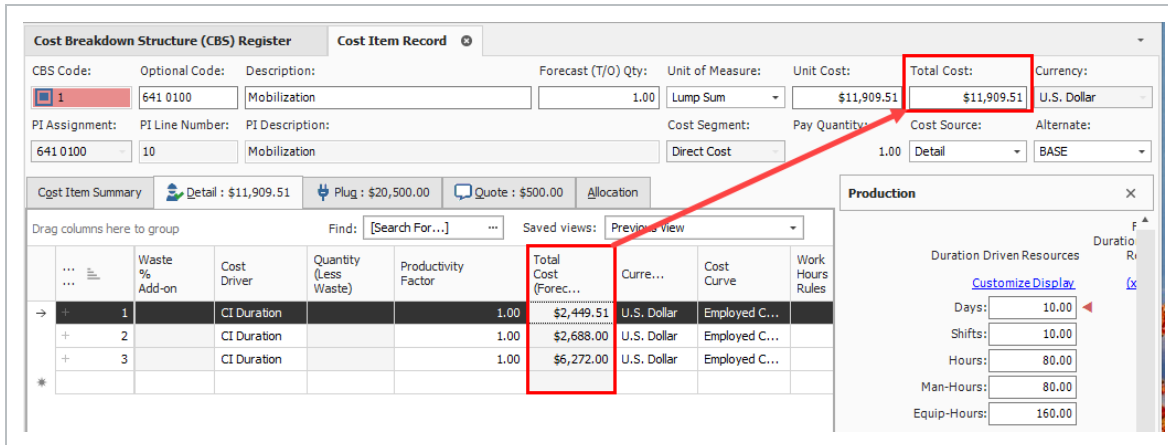 Cost Breakdown Structure (CBS) Register Cost Item Record
CBS Code: Optional Code: Description: Forecast (T/O) Qty: Unit of Measure: Unit Cost: Total Cost: Currency:
1 641 0100 Mobilization 1.00 Lump Sum $11,909.51 $11,909.51 U.S. Dollar
PI Assignment: PI Line Number: PI Description: Cost Segment: Pay Quantity: Cost Source: Alternate:
641 0100 10 Mobilization Direct Cost 1.00 Detail BASE
Cost Item Summary Detail : $11,909.51 Plug : $20,500.00 Quote : $500.00 Allocation Production
Drag columns here to group Find: [Search For...] ... Saved views: Previous View
... Waste Quantity Total Work
... % Cost (Less Productivity Cost Curre... Cost Hours
Add-on Driver Waste) Factor (Forec... Curve Rules
1 CI Duration 1.00 $2,449.51 U.S. Dollar Employed C...
2 CI Duration 1.00 $2,688.00 U.S. Dollar Employed C...
3 CI Duration 1.00 $6,272.00 U.S. Dollar Employed C...
Duration Driven Resources
Customize Display
Days: 10.00
Shifts: 10.00
Hours: 80.00
Man-Hours: 80.00
Equip-Hours: 160.00